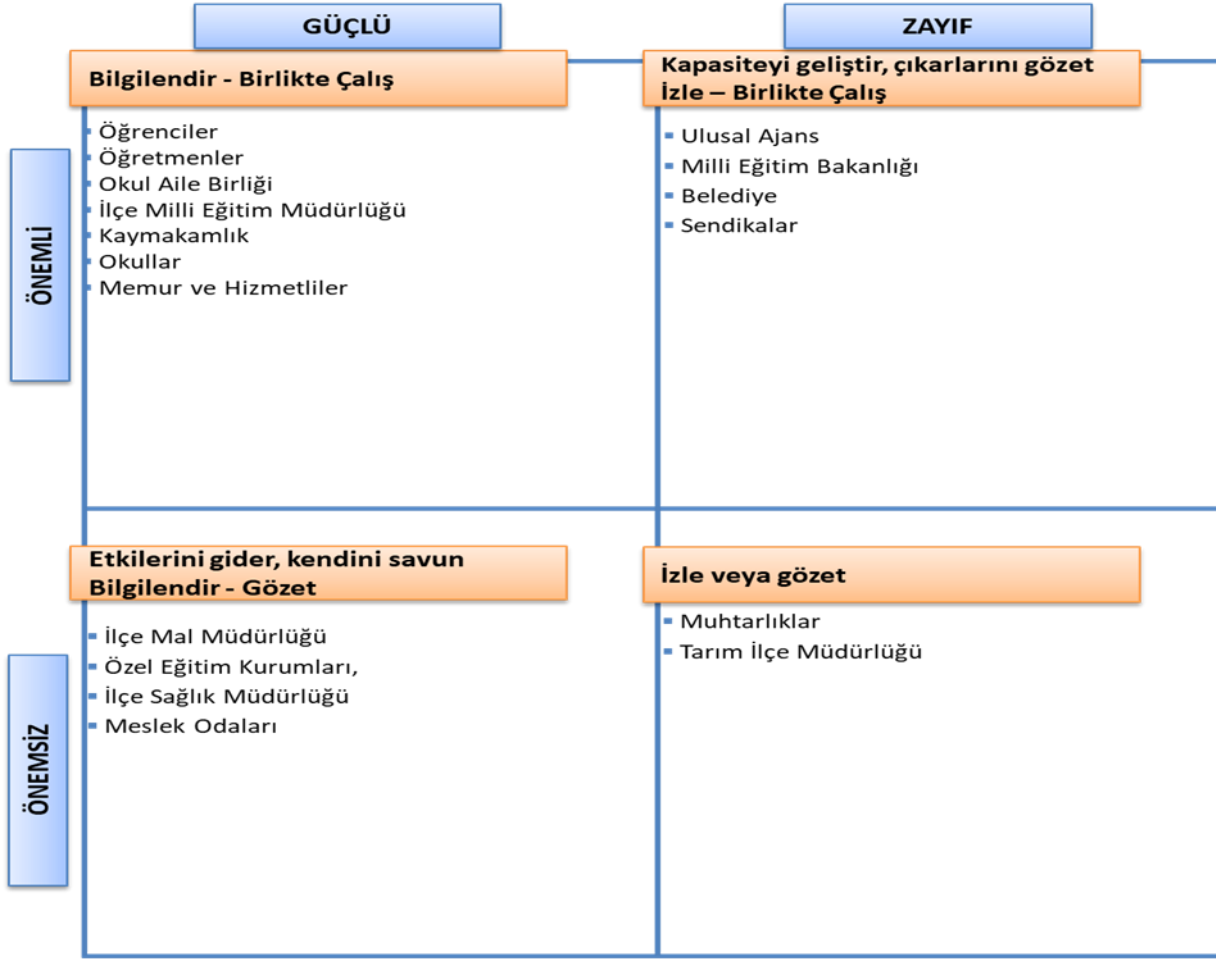 GÜÇLÜ
ZAYIF
ÖNEMLİ
Bilgilendir - Birlikte Çalış
Öğrenciler
Öğretmenler
Okul Aile Birliği
İlçe Milli Eğitim Müdürlüğü
Kaymakamlık
Okullar
Memur ve Hizmetliler
Kapasiteyi geliştir, çıkarlarını gözet
İzle – Birlikte Çalış
Ulusal Ajans
Milli Eğitim Bakanlığı
Belediye
Sendikalar
ÖNEMSİZ
Etkilerini gider, kendini savun
Bilgilendir - Gözet
İlçe Mal Müdürlüğü
Özel Eğitim Kurumları,
İlçe Sağlık Müdürlüğü
Meslek Odaları
İzle veya gözet
Muhtarlıklar
Tarım İlçe Müdürlüğü